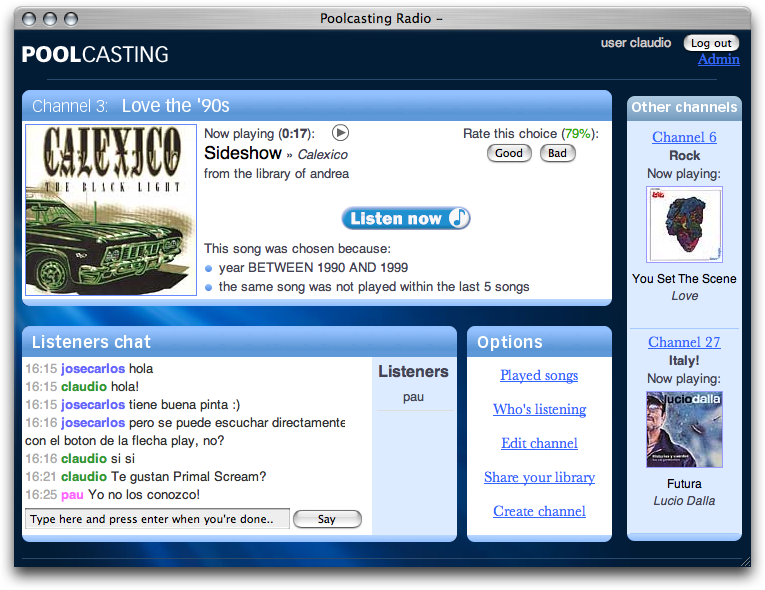 Poolcasting Radio –
POOLCASTING
user claudio
Log out
Admin
Channel 3: Love the '90s
CALEXICO
THE BLACK LIGHT
Now playing (0:17):
Sideshow » Calexico
from the library of andrea
Rate this choice (79%):
Good
Bad
Listen now
This song was chosen because:
year BETWEEN 1990 AND 1999
the same song was not played within the last 5 songs
Other channels
Channel 6
Rock
Now playing:
You Set The Scene
Love
Channel 27
Italy!
Now playing:
luciodalla
Futura
Lucio Dalla
Listeners chat
16:15 josecarlos hola
16:15 claudio hola!
16:15 josecarlos tiene buena pinta :)
16:16 josecarlos pero se puede escuchar directamente
con el boton de la flecha play, no?
16:16 claudio si si
16:21 claudio Te gustan Primal Scream?
16:25 pau Yo no los conozco!
Type here and press enter when you're done..
Say
Listeners
pau
Options
Played songs
Who's listening
Edit channel
Share your library
Create channel